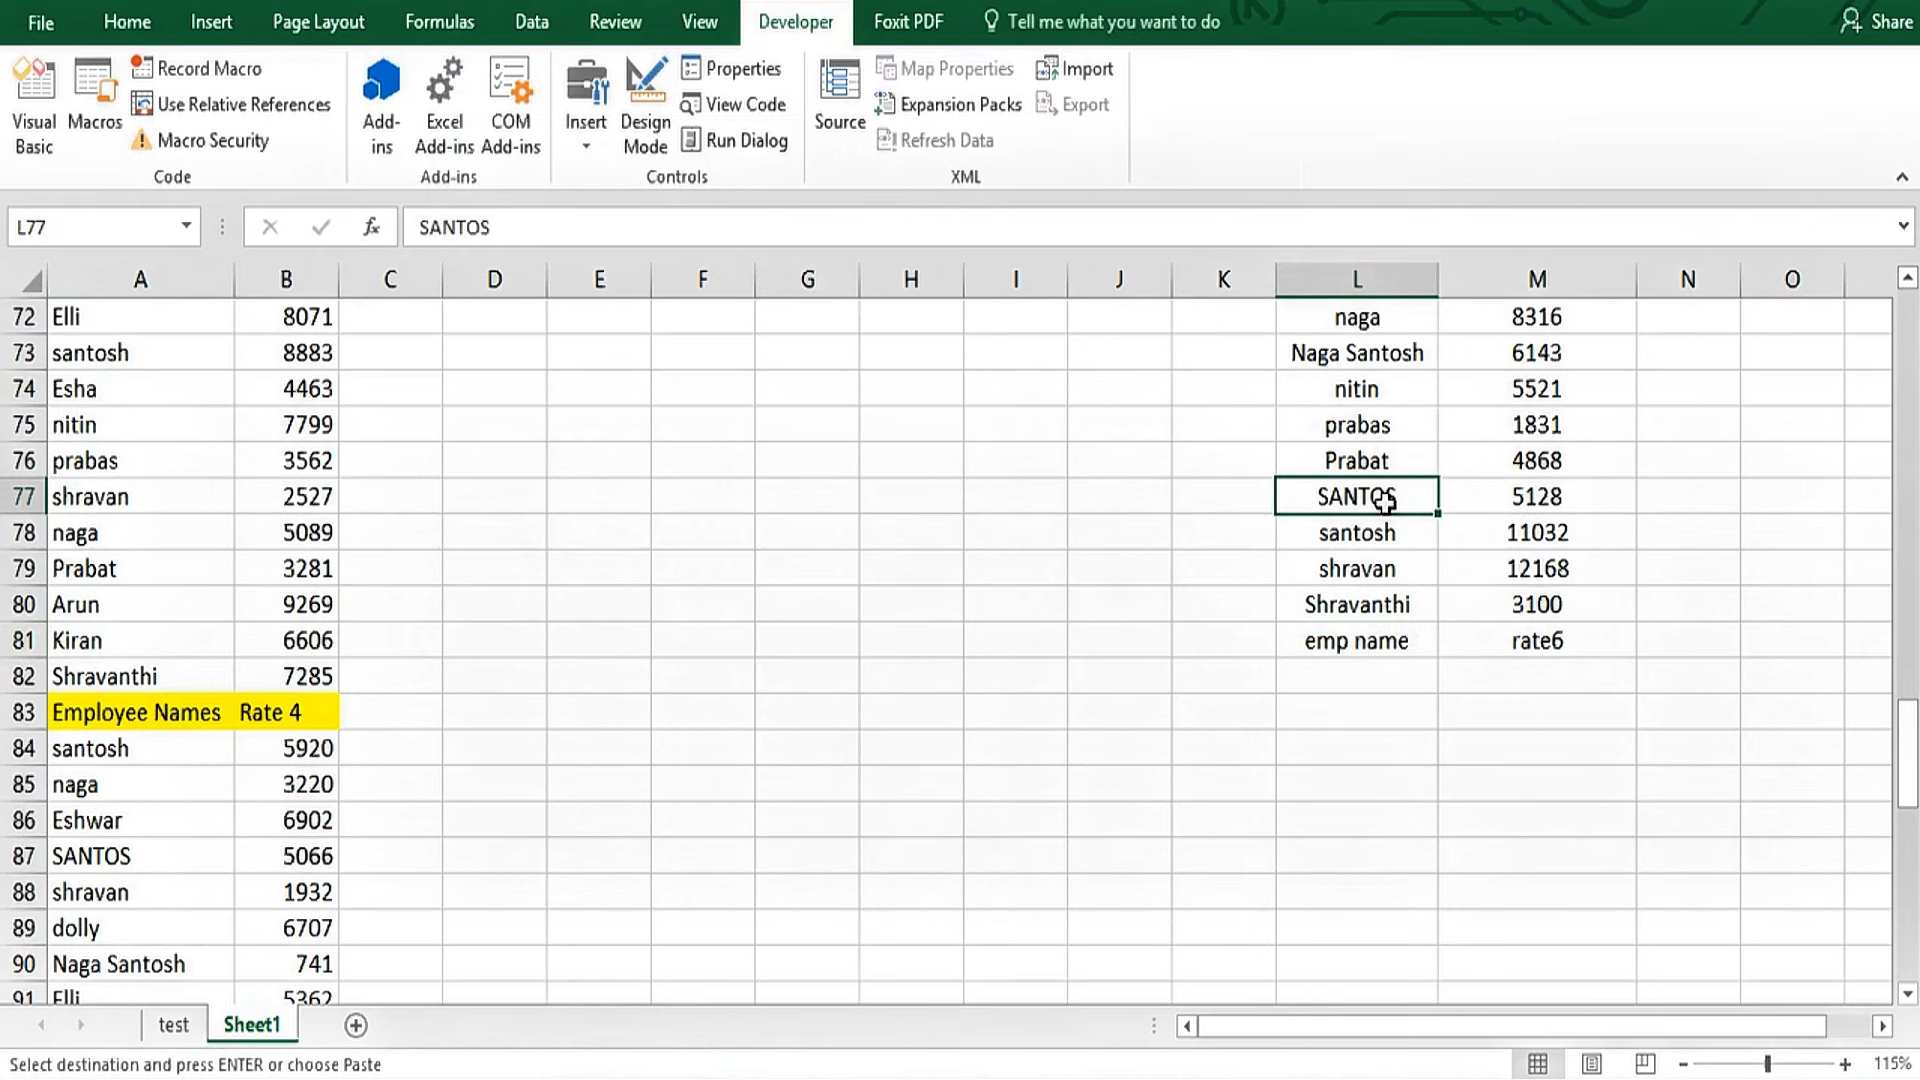 File Home Insert Page Layout Formulas Data Review View Developer Foxit PDF Tell me what you want to do Share
Visual Basic
Macros
Record Macro
Use Relative References
Macro Security
Code
Add-ins
Excel Add-ins
COM Add-ins
Add-ins
Insert
Design Mode
Properties
View Code
Run Dialog
Controls
Source
Map Properties
Expansion Packs
Refresh Data
Import
Export
XML
L77 fx SANTOS
A B C D E F G H I J K L M N O
72 Elli 8071 naga 8316
73 santosh 8883 Naga Santosh 6143
74 Esha 4463 nitin 5521
75 nitin 7799 prabas 1831
76 prabas 3562 Prabat 4868
77 shravan 2527 SANTOS 5128
78 naga 5089 santosh 11032
79 Prabat 3281 shravan 12168
80 Arun 9269 Shravanthi 3100
81 Kiran 6606 emp name rate6
82 Shravanthi 7285
83 Employee Names Rate 4
84 santosh 5920
85 naga 3220
86 Eshwar 6902
87 SANTOS 5066
88 shravan 1932
89 dolly 6707
90 Naga Santosh 741
91 Elli 5362
test Sheet1
Select destination and press ENTER or choose Paste 115%